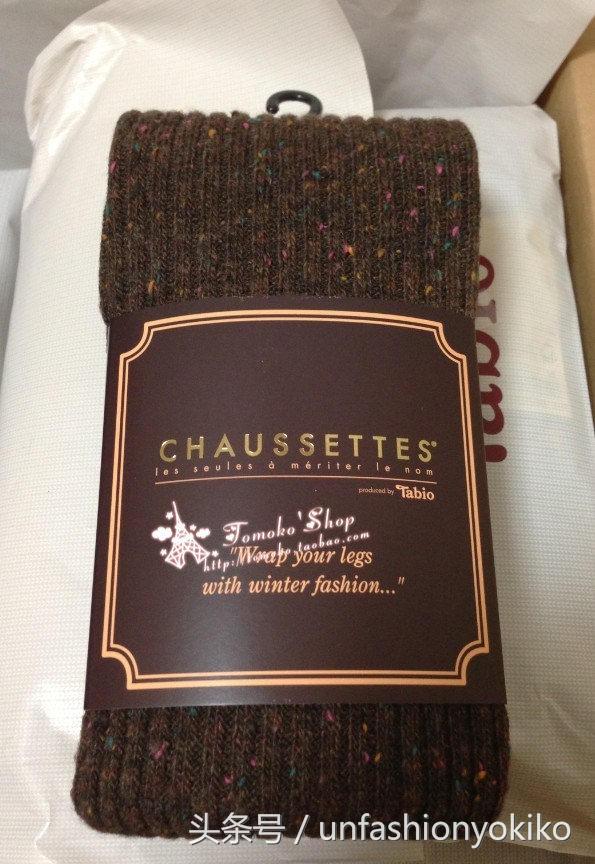 CHAUSSETTES
les seules à mériter le nom
produced by Tabio
Tomoko'Shop
"Wrap your legs
with winter fashion..."
头条号 / unfashionyokiko